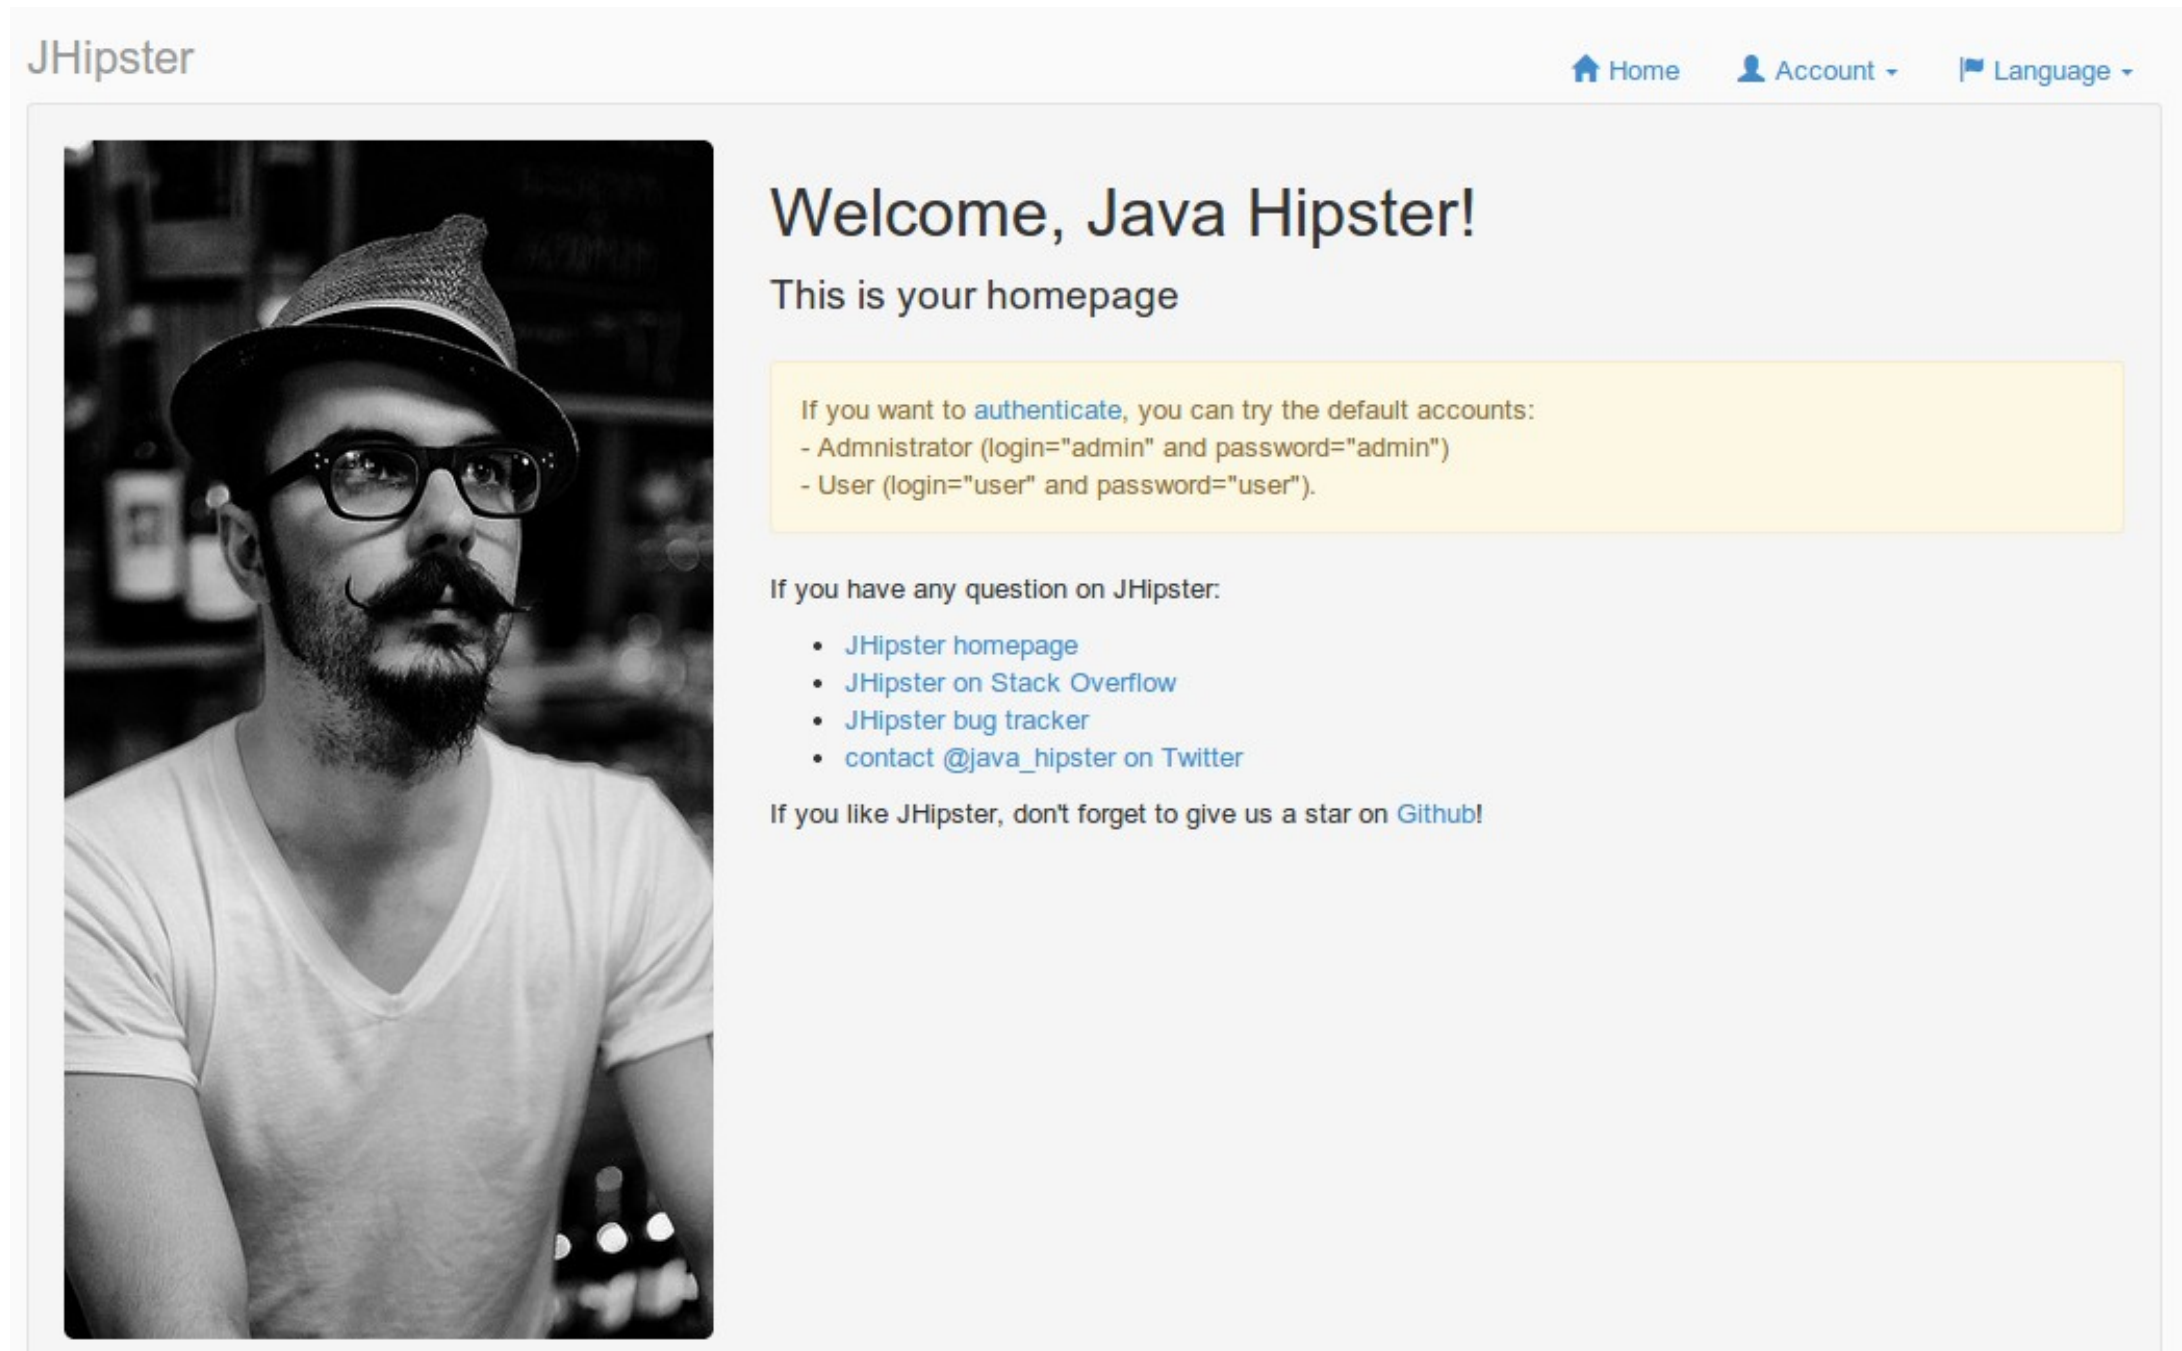 JHipster
Home Account Language
Welcome, Java Hipster!
This is your homepage
If you want to authenticate, you can try the default accounts:
- Admnistrator (login="admin" and password="admin")
- User (login="user" and password="user").
If you have any question on JHipster:
• JHipster homepage
• JHipster on Stack Overflow
• JHipster bug tracker
• contact @java_hipster on Twitter
If you like JHipster, don't forget to give us a star on Github!